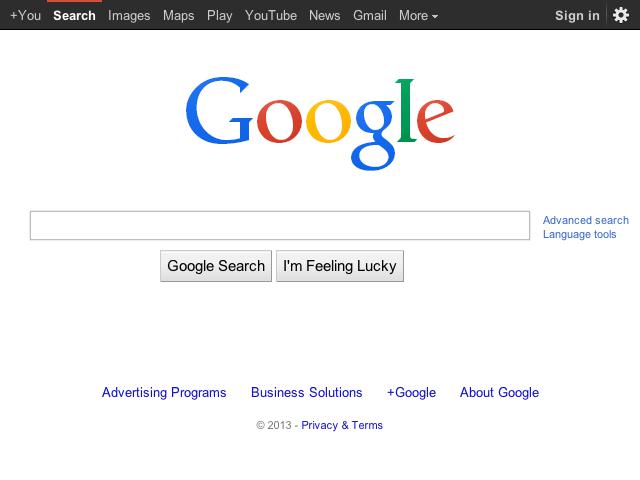 +You Search Images Maps Play YouTube News Gmail More Sign in
Google
Advanced search
Language tools
Google Search I'm Feeling Lucky
Advertising Programs Business Solutions +Google About Google
© 2013 - Privacy & Terms